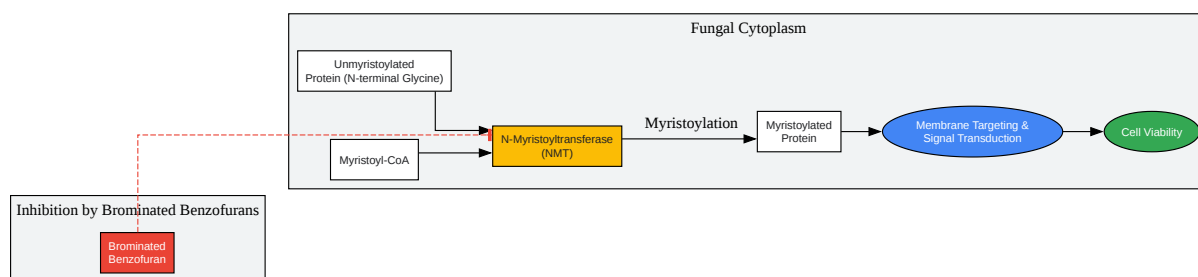 Fungal Cytoplasm
Unmyristoylated
Protein (N-terminal Glycine)
Myristoyl-CoA
N-Myristoyltransferase
(NMT)
Myristoylation
Myristoylated
Protein
Membrane Targeting &
Signal Transduction
Cell Viability
Inhibition by Brominated Benzofurans
Brominated
Benzofuran